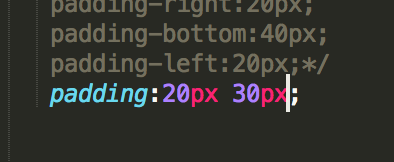 padding-right:20px;
padding-bottom:40px;
padding-left:20px;*/
padding:20px 30px;